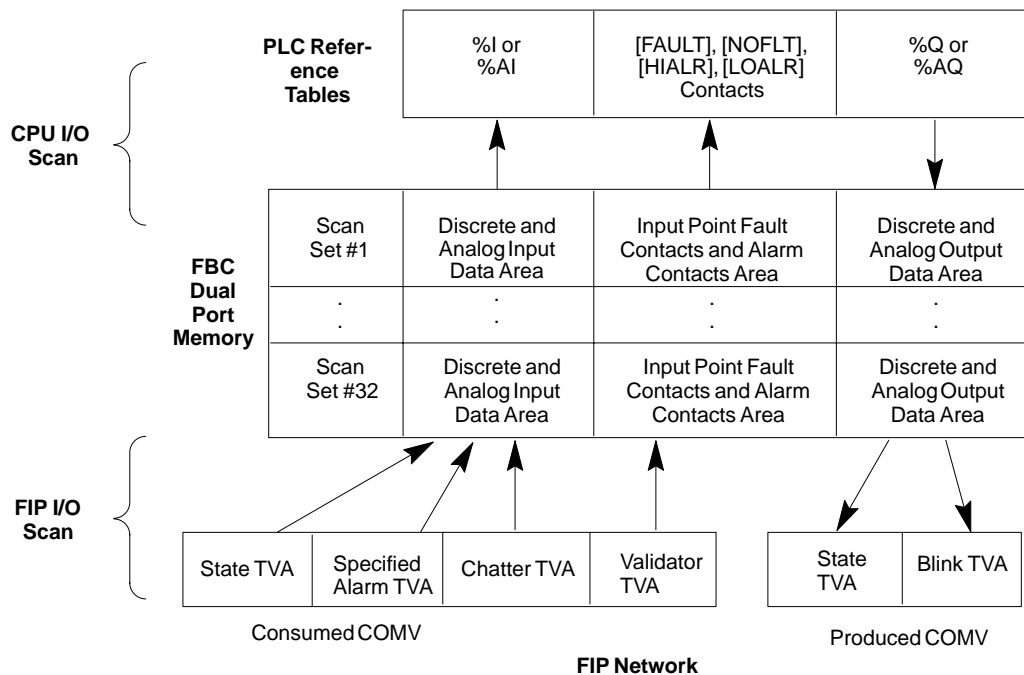 PLC Refer-
ence
Tables
%I or
%AI
[FAULT], [NOFLT],
[HIALR], [LOALR]
Contacts
%Q or
%AQ
CPU I/O
Scan
FBC
Dual
Port
Memory
Scan
Set #1
Discrete and
Analog Input
Data Area
Input Point Fault
Contacts and Alarm
Contacts Area
Discrete and
Analog Output
Data Area
.
.
.
.
.
.
.
.
Scan
Set #32
Discrete and
Analog Input
Data Area
Input Point Fault
Contacts and Alarm
Contacts Area
Discrete and
Analog Output
Data Area
FIP I/O
Scan
State TVA
Specified
Alarm TVA
Chatter TVA
Validator
TVA
State
TVA
Blink TVA
Consumed COMV
Produced COMV
FIP Network